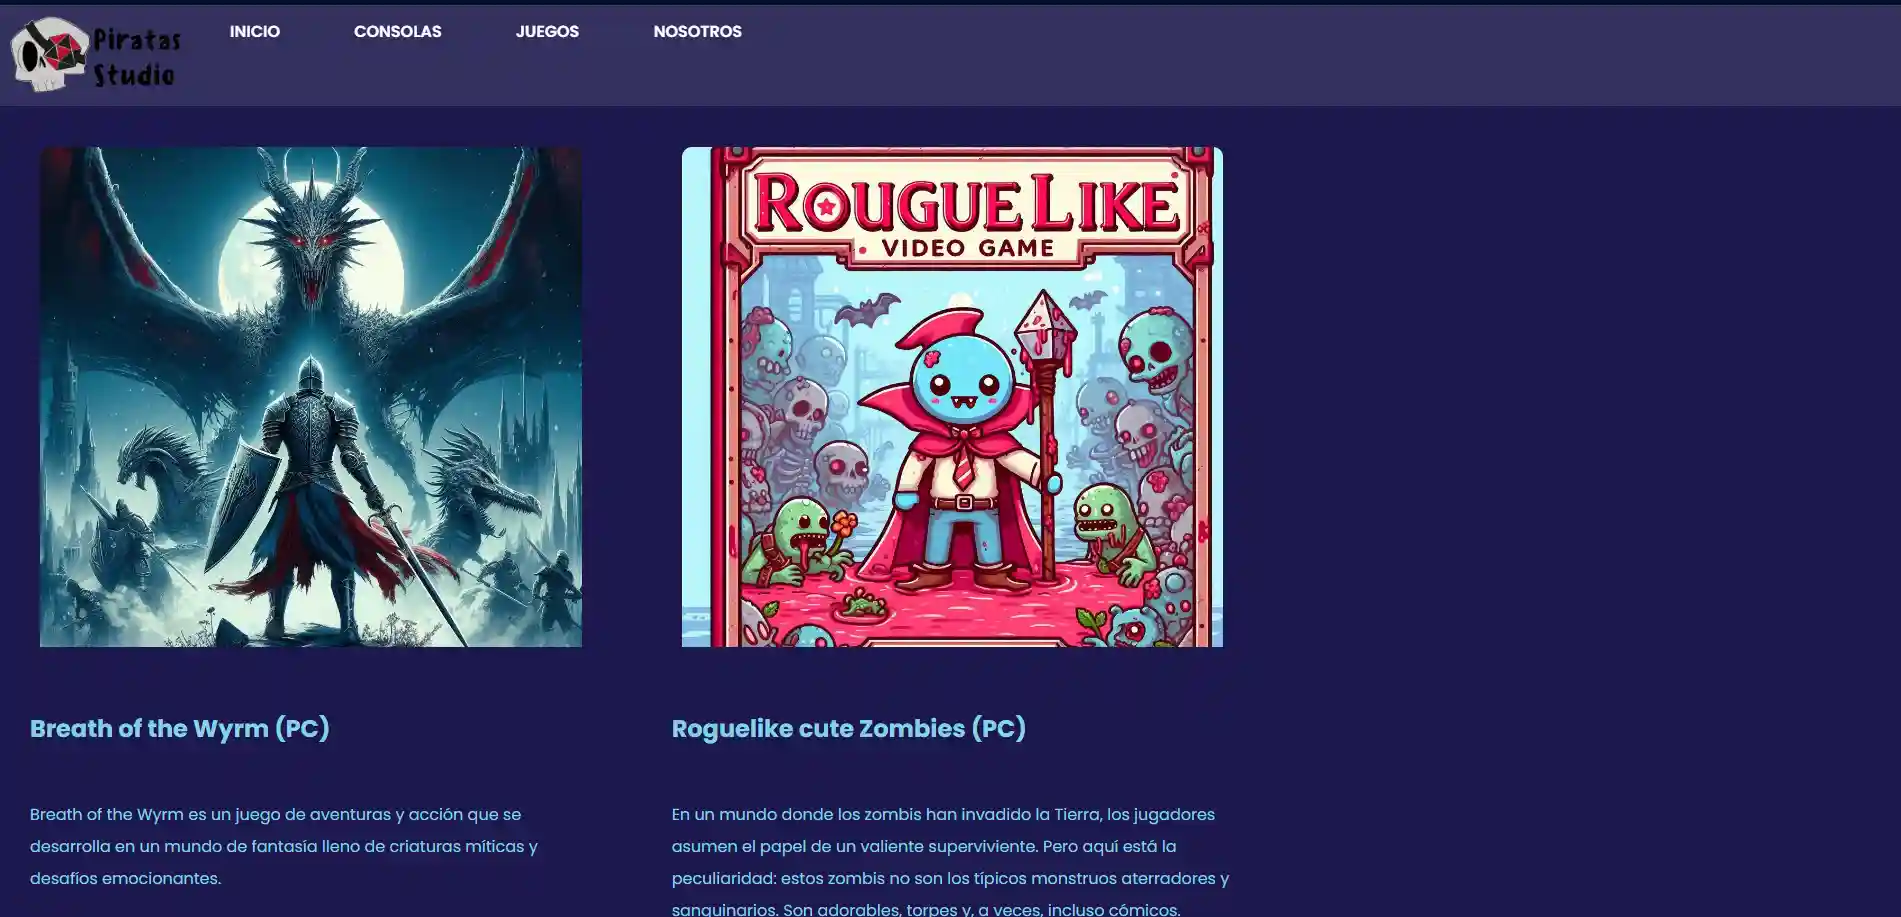 Piratas
Studio
INICIO CONSOLAS JUEGOS NOSOTROS
ROUGUELIKE
VIDEO GAME
Breath of the Wyrm (PC)
Breath of the Wyrm es un juego de aventuras y acción que se
desarrolla en un mundo de fantasía lleno de criaturas míticas y
desafíos emocionantes.
Roguelike cute Zombies (PC)
En un mundo donde los zombis han invadido la Tierra, los jugadores
asumen el papel de un valiente superviviente. Pero aquí está la
peculiaridad: estos zombis no son los típicos monstruos aterradores y
sanguinarios. Son adorables, torpes y, a veces, incluso cómicos.